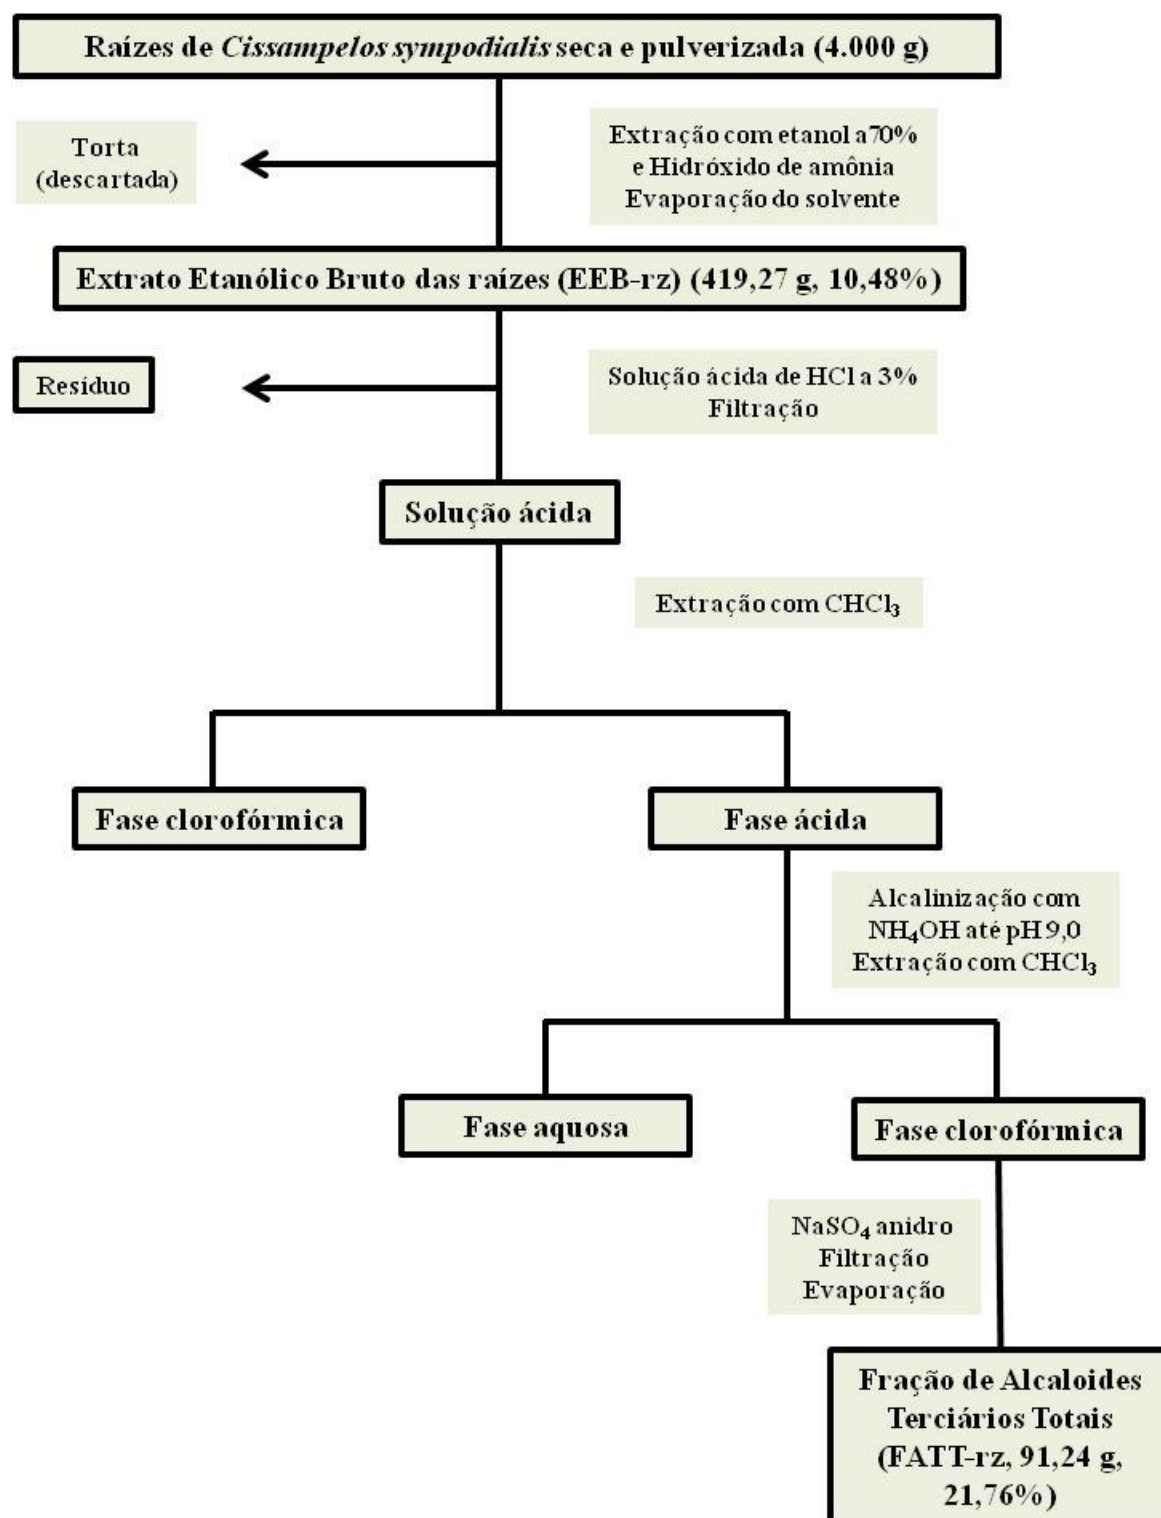 Raízes de Cissampelos sympodialis seca e pulverizada (4.000 g)
Torta
(descartada)
Extração com etanol a70%
e Hidróxido de amônia
Evaporação do solvente
Extrato Etanólico Bruto das raízes (EEB-rz) (419,27 g, 10,48%)
Resíduo
Solução ácida de HCl a 3%
Filtração
Solução ácida
Extração com CHCl₃
Fase clorofórmica
Fase ácida
Alcalinização com
NH₄OH até pH 9,0
Extração com CHCl₃
Fase aquosa
Fase clorofórmica
NaSO₄ anidro
Filtração
Evaporação
Fração de Alcaloides
Terciários Totais
(FATT-rz, 91,24 g,
21,76%)